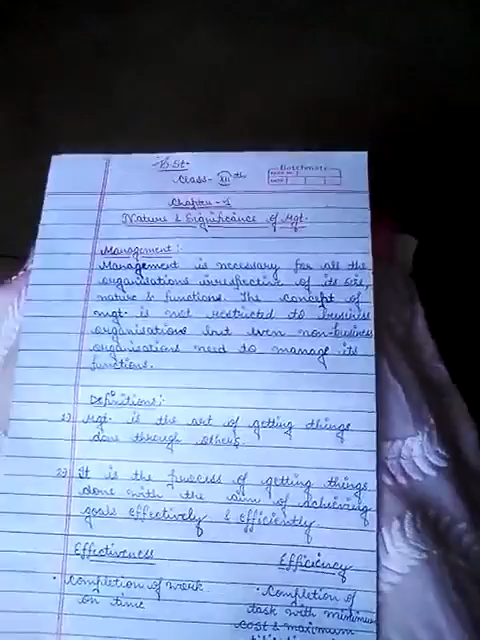 B.St.
Class- XIIth
Chapter - 1
Nature & Significance of Mgt.
Management:
Management is necessary for all the
organisations irrespective of its size,
nature & functions. The concept of
mgt. is not restricted to business
organisations but even non-business
organisations need to manage its
functions.
Definitions:
1) Mgt. is the art of getting things
done through others.
2) It is the process of getting things
done with the aim of achieving
goals effectively & efficiently.
Effectiveness Efficiency
• Completion of work • Completion of
on time task with minimum
cost & maximum